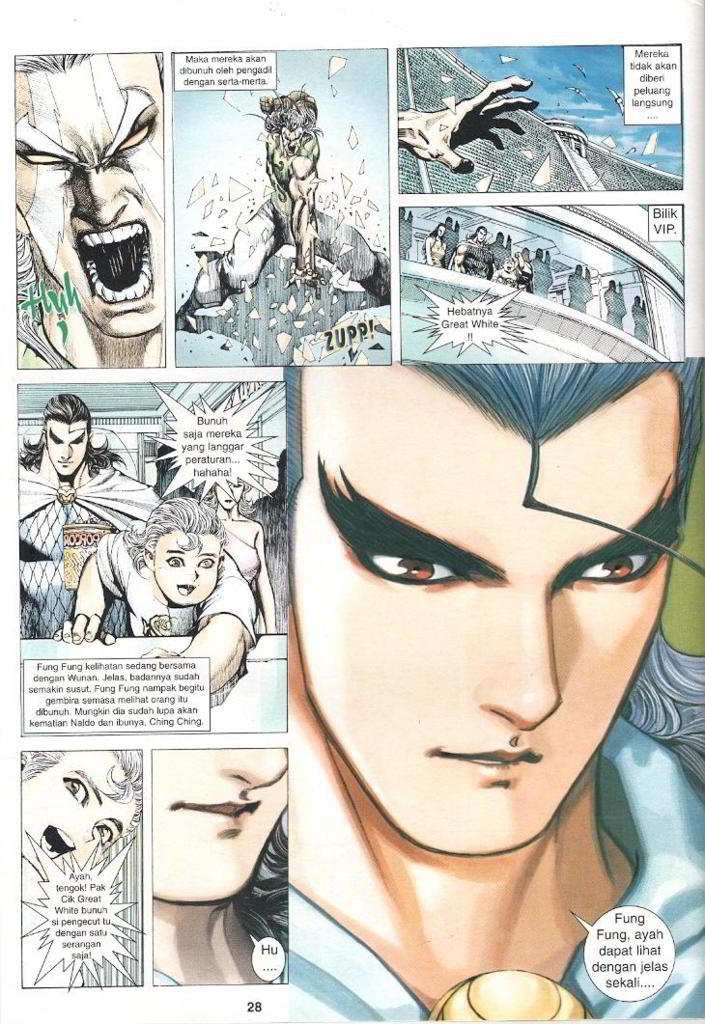 Huh
;
Maka mereka akan
dibunuh oleh pengadil
dengan serta-merta.
ZUPP!
Mereka
tidak akan
diberi
peluang
langsung
....
Bilik
VIP.
Hebatnya
Great White
!!
Bunuh
saja mereka
yang langgar
peraturan...
hahaha!
POPCOR
Fung Fung kelihatan sedang bersama
dengan Wunan. Jelas, badannya sudah
semakin susut. Fung Fung nampak begitu
gembira semasa melihat orang itu
dibunuh. Mungkin dia sudah lupa akan
kematian Naldo dan ibunya, Ching Ching.
Ayah,
tengok! Pak
Cik Great
White bunuh
si pengecut tu
dengan satu
serangan
saja!
Hu
....
Fung
Fung, ayah
dapat lihat
dengan jelas
sekali....
28